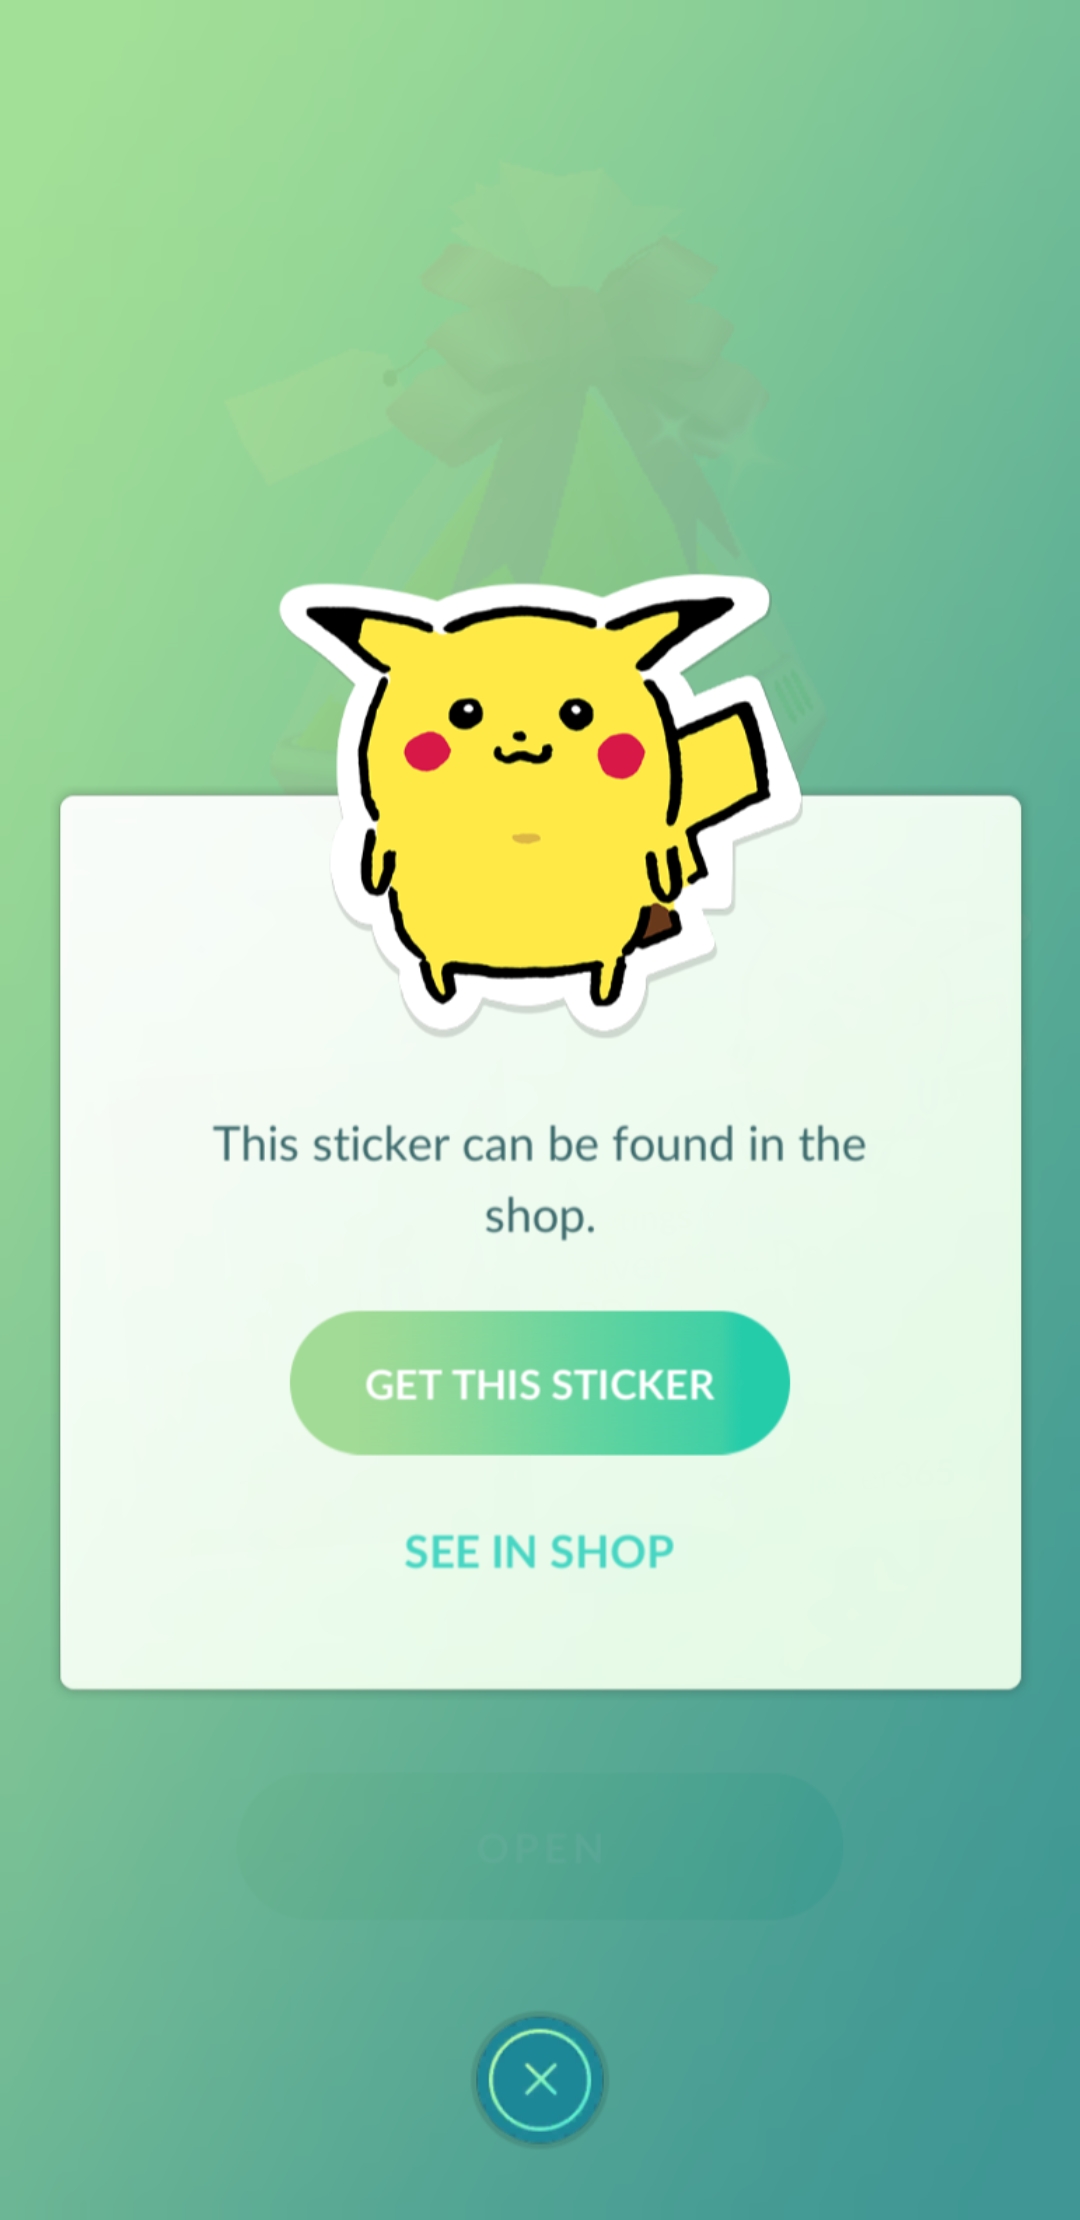 This sticker can be found in the
shop.
GET THIS STICKER
SEE IN SHOP
OPEN